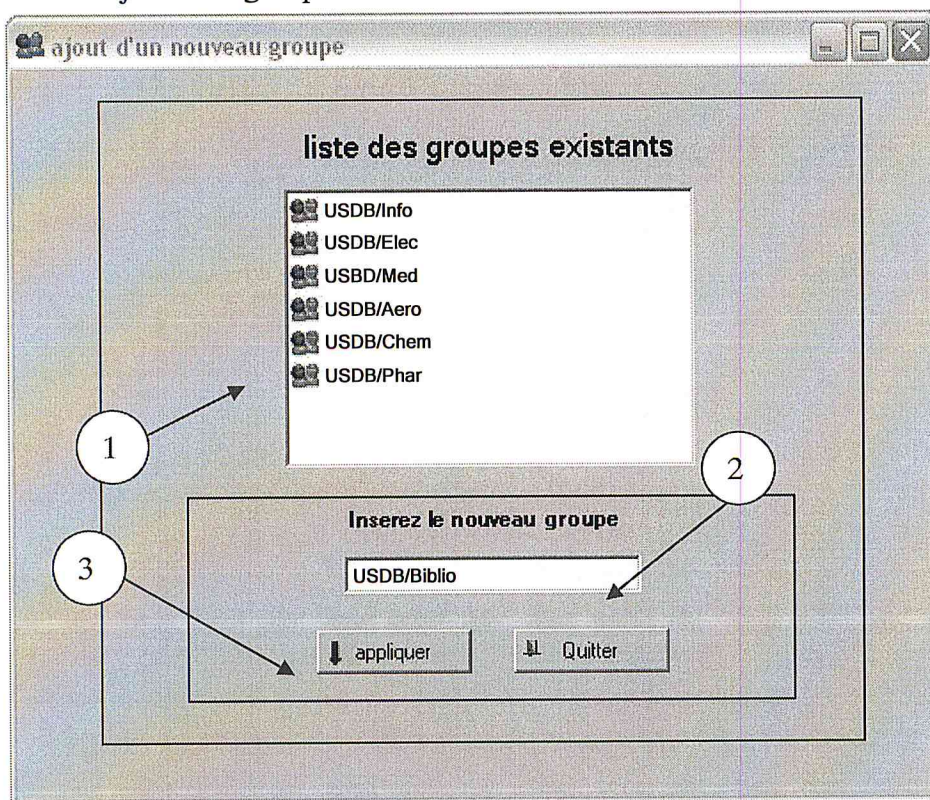 ajout d'un nouveau groupe
liste des groupes existants
USDB/Info
USDB/Elec
USBD/Med
USDB/Aero
USDB/Chem
USDB/Phar
1
2
Inserez le nouveau groupe
3
USDB/Biblio
appliquer
Quitter